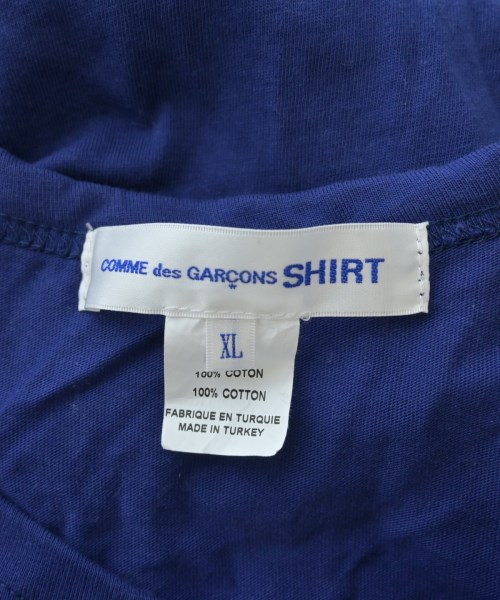 COMME des GARÇONS SHIRT
XL
100% COTON
100% COTTON
FABRIQUE EN TURQUIE
MADE IN TURKEY